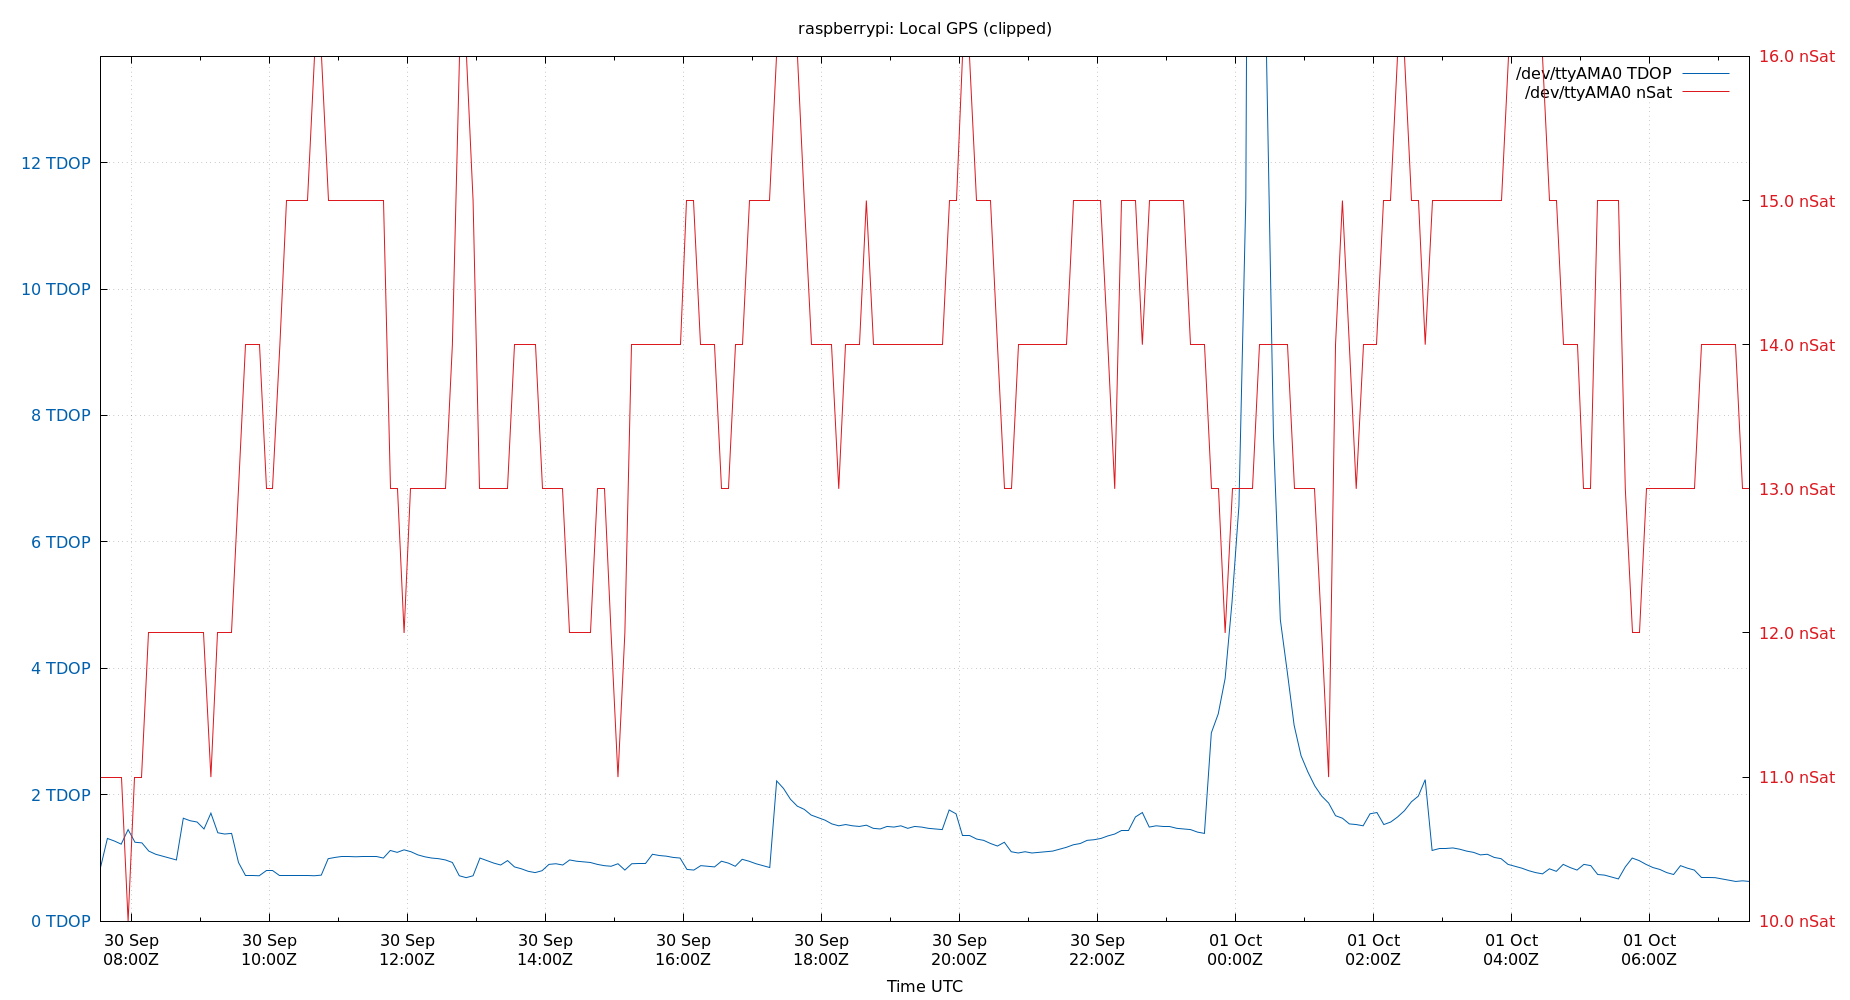 raspberrypi: Local GPS (clipped)
/dev/ttyAMA0 TDOP
/dev/ttyAMA0 nSat
12 TDOP
10 TDOP
8 TDOP
6 TDOP
4 TDOP
2 TDOP
0 TDOP
16.0 nSat
15.0 nSat
14.0 nSat
13.0 nSat
12.0 nSat
11.0 nSat
10.0 nSat
30 Sep 30 Sep 30 Sep 30 Sep 30 Sep 30 Sep 30 Sep 30 Sep 01 Oct 01 Oct 01 Oct 01 Oct
08:00Z 10:00Z 12:00Z 14:00Z 16:00Z 18:00Z 20:00Z 22:00Z 00:00Z 02:00Z 04:00Z 06:00Z
Time UTC